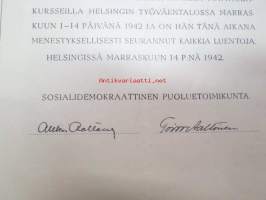 KURSSEILLA HELSINGIN TYÖVÄENTALOSSA MARRAS
KUUN 1-14 PÄIVÄNÄ 1942 JA ON HÄN TÄNÄ AIKANA
MENESTYKSELLISESTI SEURANNUT KAIKKIA LUENTOJA.
HELSINGISSÄ MARRASKUUN 14 P:NÄ 1942.
SOSIALIDEMOKRAATTINEN PUOLUETOIMIKUNTA
Aaltonen
Antikvariaatti.net